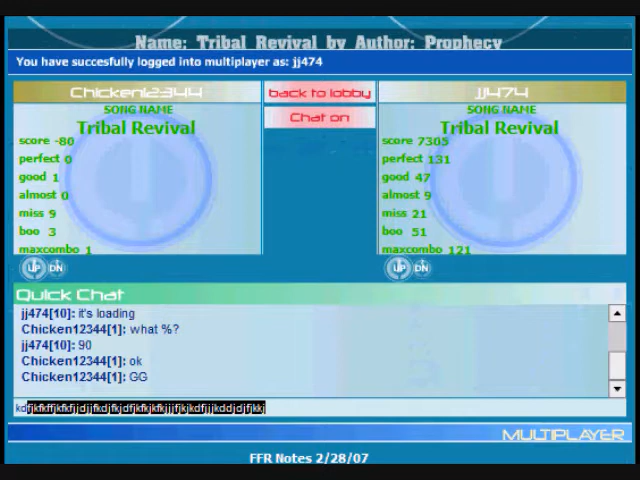 Name: Tribal Revival by Author: Prophecy
You have succesfully logged into multiplayer as: jj474
Chicken12344
SONG NAME
Tribal Revival
score -80
perfect 0
good 1
almost 0
miss 9
boo 3
maxcombo 1
back to lobby
Chat on
jj474
SONG NAME
Tribal Revival
score 7305
perfect 131
good 47
almost 9
miss 21
boo 51
maxcombo 121
UP DN
UP DN
Quick Chat
jj474[10]: it's loading
Chicken12344[1]: what %?
jj474[10]: 90
Chicken12344[1]: ok
Chicken12344[1]: GG
MULTIPLAYER
FFR Notes 2/28/07